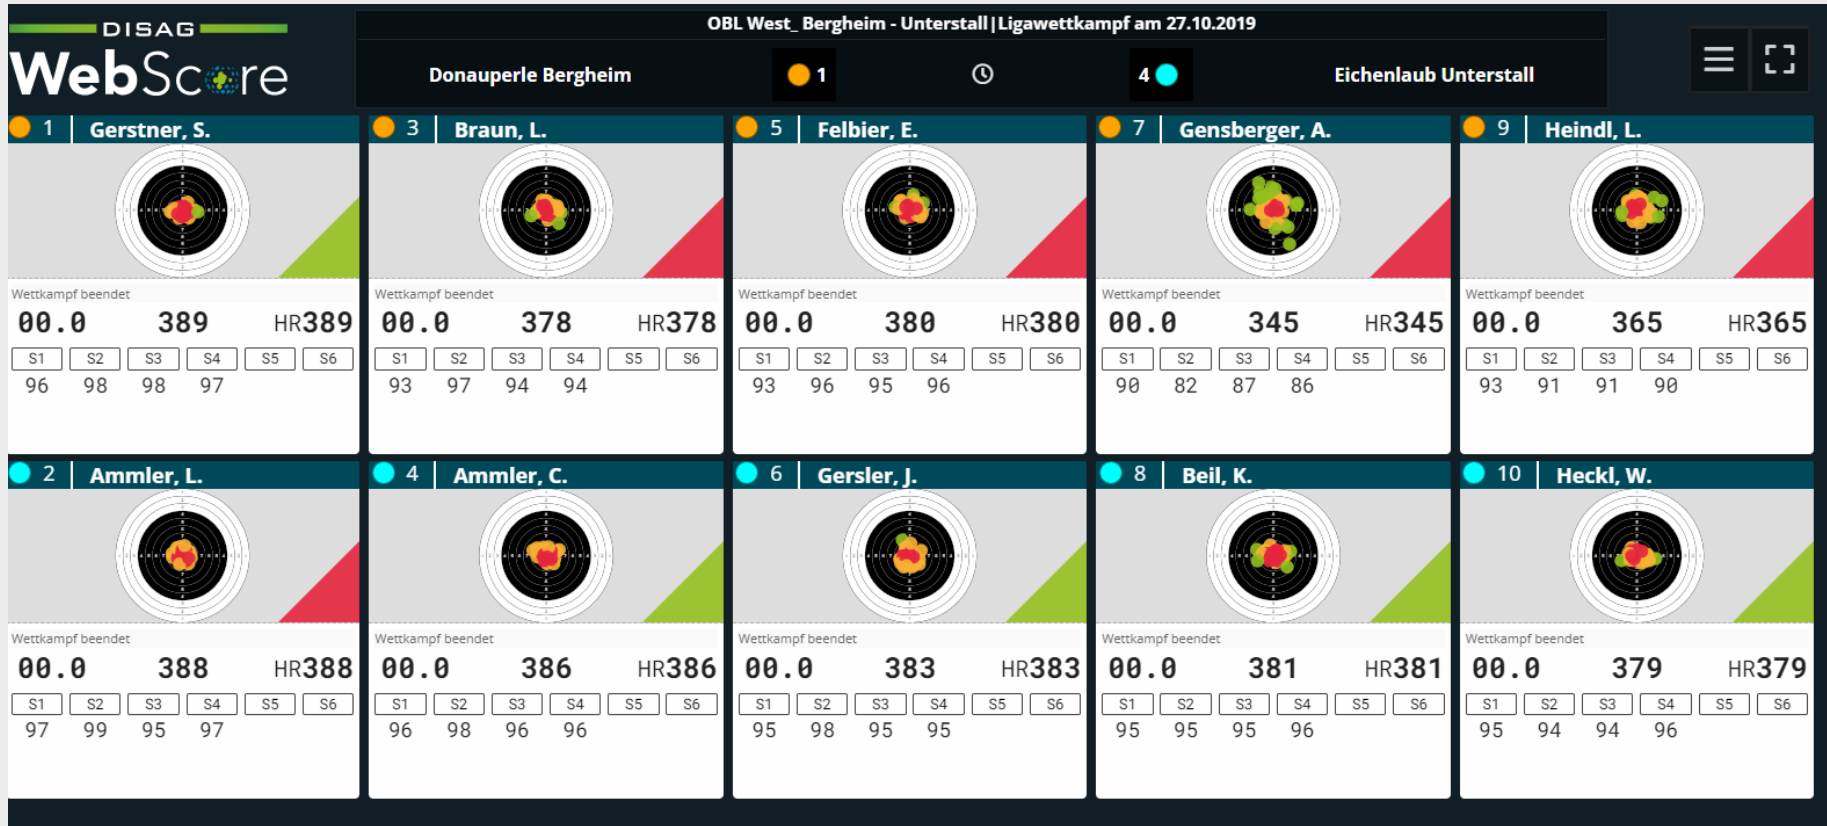 DISAG
WebScore
OBL West_ Bergheim - Unterstall|Ligawettkampf am 27.10.2019
Donauperle Bergheim 1 4 Eichenlaub Unterstall
1 Gerstner, S.
Wettkampf beendet
00.0 389 HR389
S1 S2 S3 S4 S5 S6
96 98 98 97
3 Braun, L.
Wettkampf beendet
00.0 378 HR378
S1 S2 S3 S4 S5 S6
93 97 94 94
5 Felbier, E.
Wettkampf beendet
00.0 380 HR380
S1 S2 S3 S4 S5 S6
93 96 95 96
7 Gensberger, A.
Wettkampf beendet
00.0 345 HR345
S1 S2 S3 S4 S5 S6
90 82 87 86
9 Heindl, L.
Wettkampf beendet
00.0 365 HR365
S1 S2 S3 S4 S5 S6
93 91 91 90
2 Ammler, L.
Wettkampf beendet
00.0 388 HR388
S1 S2 S3 S4 S5 S6
97 99 95 97
4 Ammler, C.
Wettkampf beendet
00.0 386 HR386
S1 S2 S3 S4 S5 S6
96 98 96 96
6 Gersler, J.
Wettkampf beendet
00.0 383 HR383
S1 S2 S3 S4 S5 S6
95 98 95 95
8 Beil, K.
Wettkampf beendet
00.0 381 HR381
S1 S2 S3 S4 S5 S6
95 95 95 96
10 Heckl, W.
Wettkampf beendet
00.0 379 HR379
S1 S2 S3 S4 S5 S6
95 94 94 96